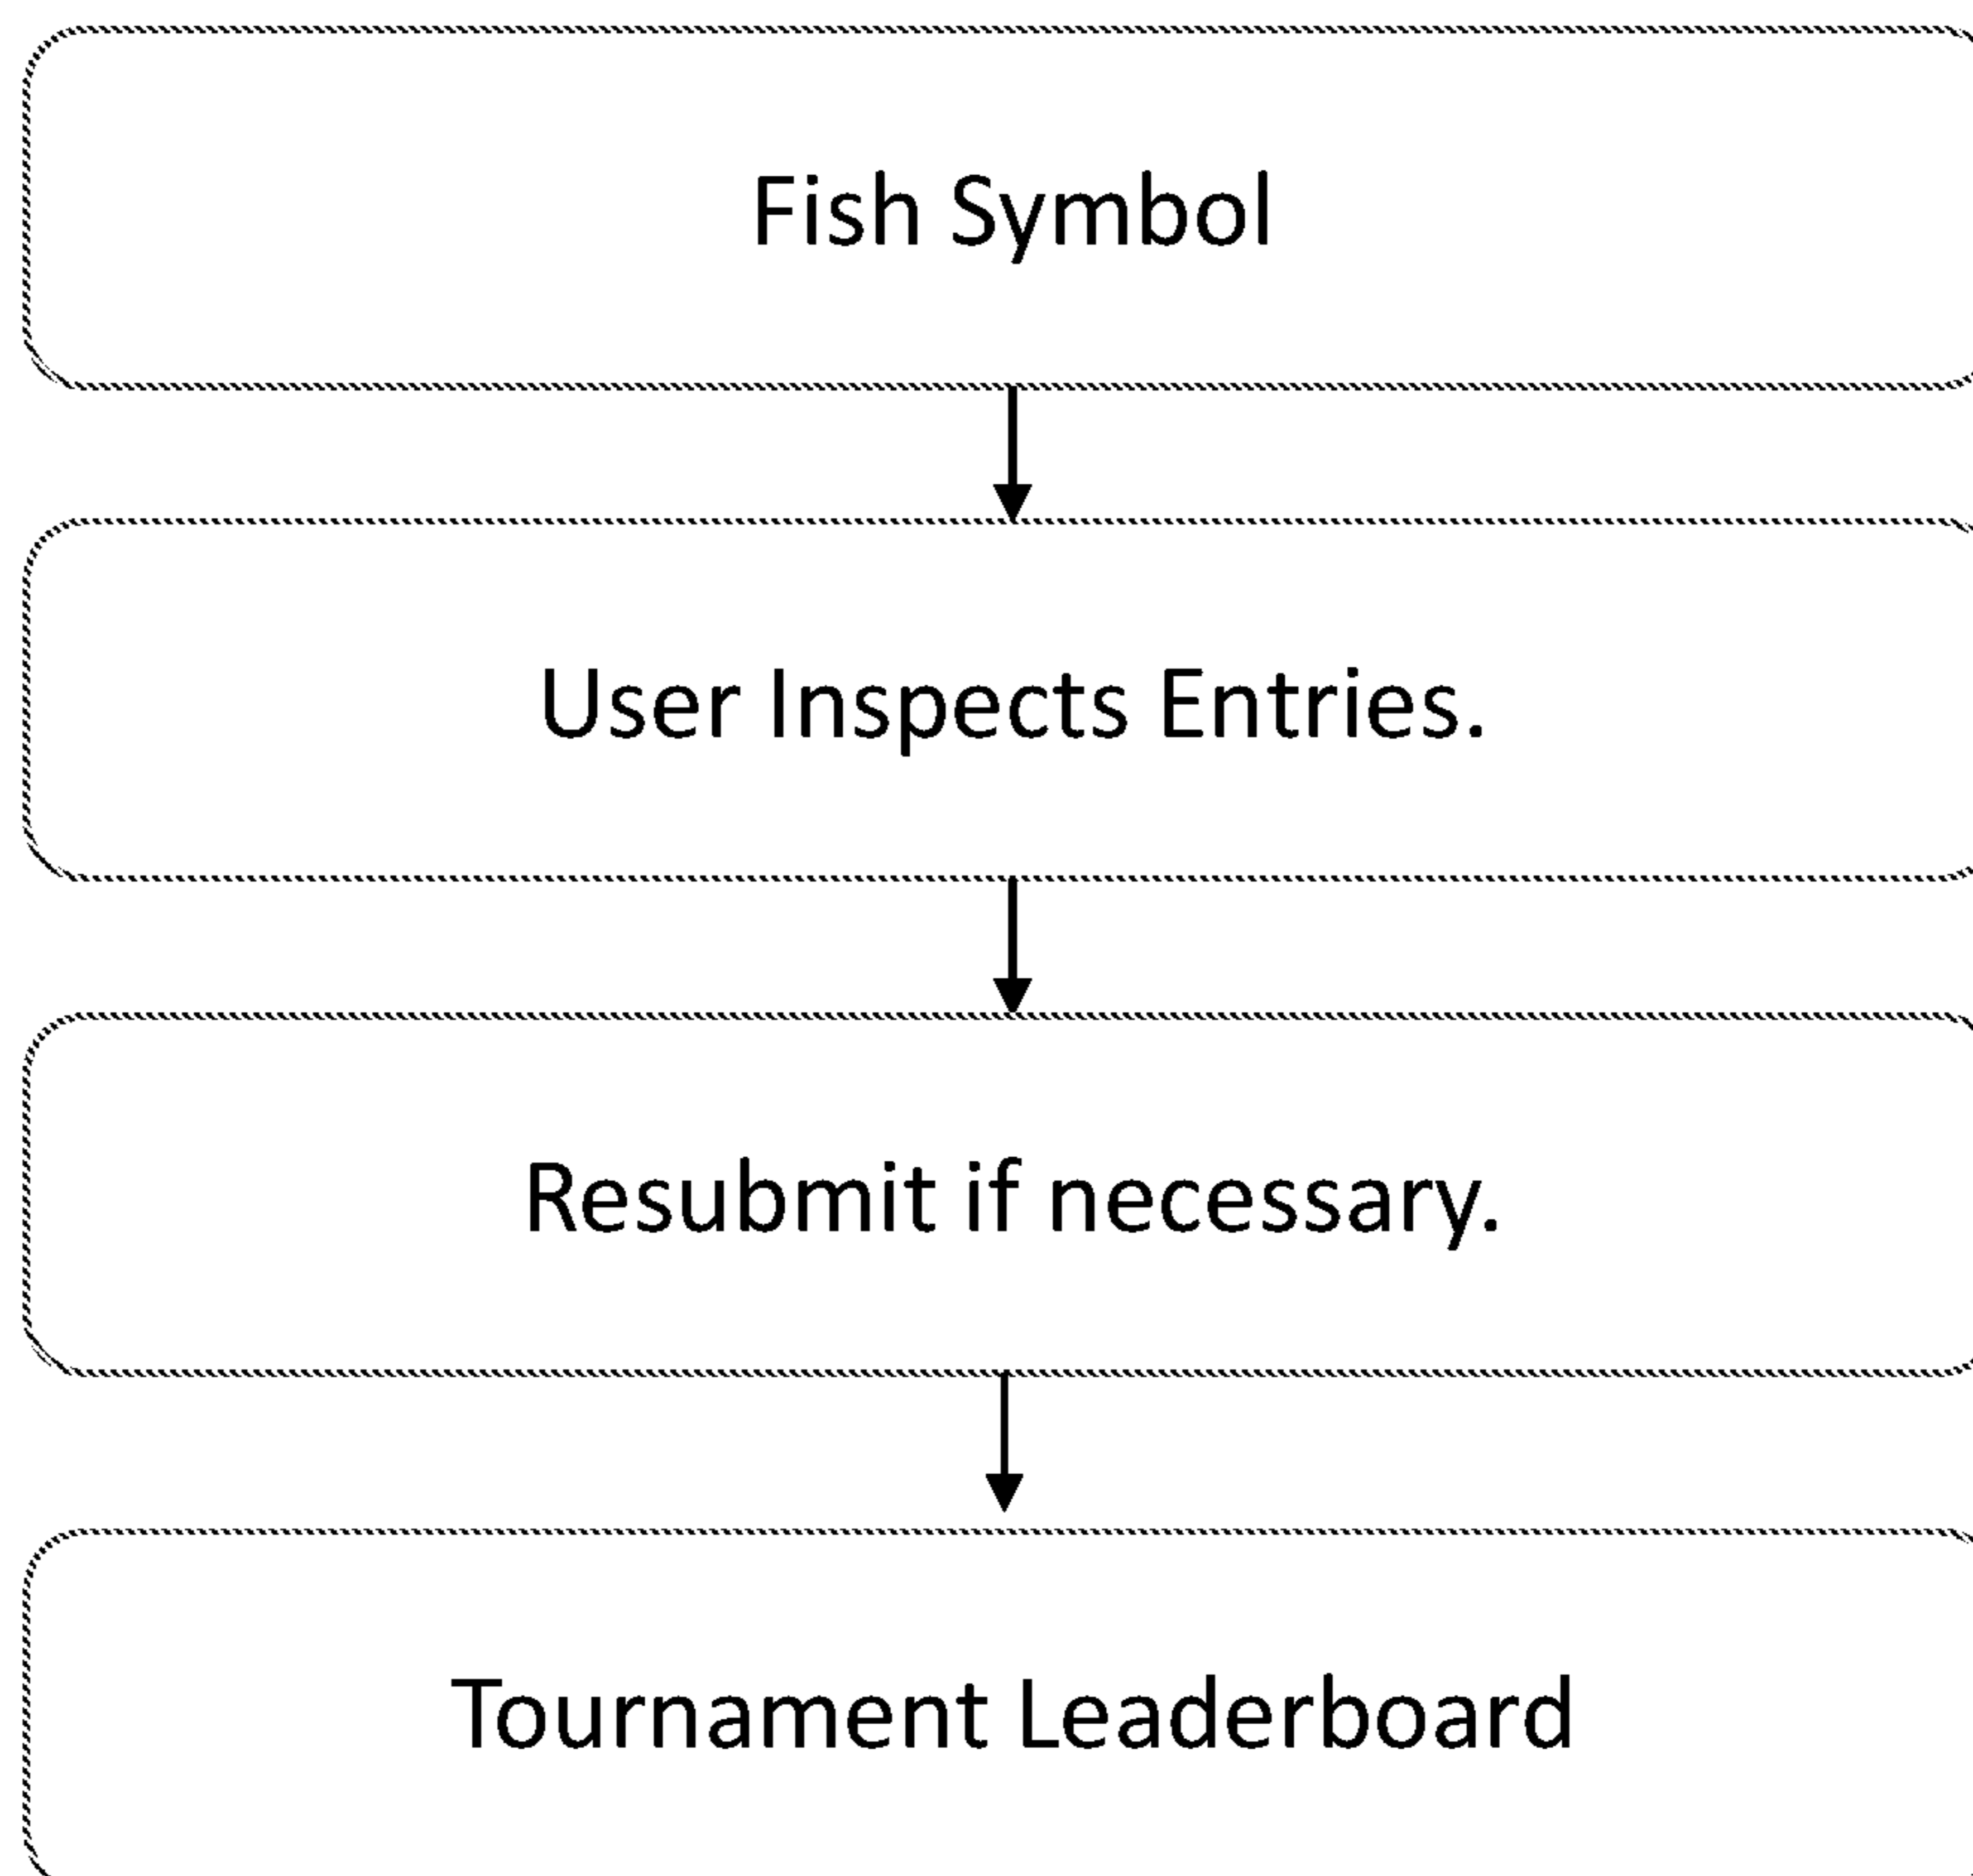 Fish Symbol
User Inspects Entries.
Resubmit if necessary.
Tournament Leaderboard